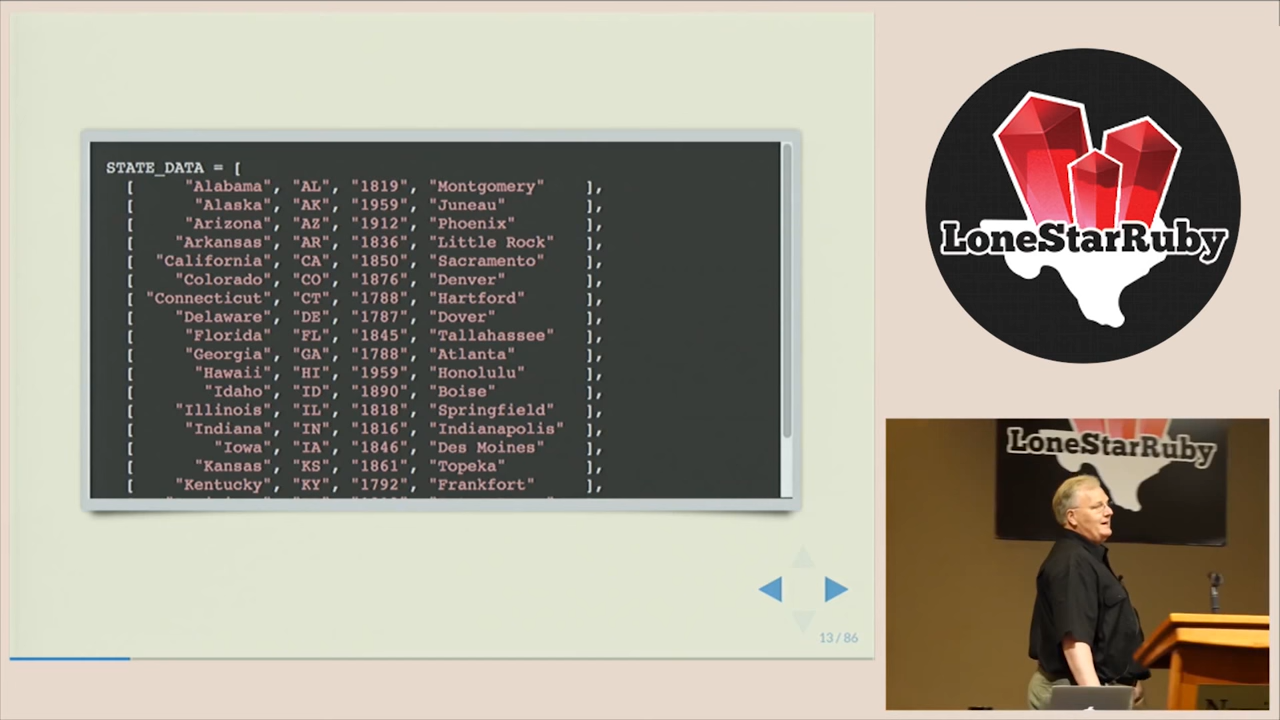 STATE_DATA = [
[ "Alabama", "AL", "1819", "Montgomery" ],
[ "Alaska", "AK", "1959", "Juneau" ],
[ "Arizona", "AZ", "1912", "Phoenix" ],
[ "Arkansas", "AR", "1836", "Little Rock" ],
[ "California", "CA", "1850", "Sacramento" ],
[ "Colorado", "CO", "1876", "Denver" ],
[ "Connecticut", "CT", "1788", "Hartford" ],
[ "Delaware", "DE", "1787", "Dover" ],
[ "Florida", "FL", "1845", "Tallahassee" ],
[ "Georgia", "GA", "1788", "Atlanta" ],
[ "Hawaii", "HI", "1959", "Honolulu" ],
[ "Idaho", "ID", "1890", "Boise" ],
[ "Illinois", "IL", "1818", "Springfield" ],
[ "Indiana", "IN", "1816", "Indianapolis" ],
[ "Iowa", "IA", "1846", "Des Moines" ],
[ "Kansas", "KS", "1861", "Topeka" ],
[ "Kentucky", "KY", "1792", "Frankfort" ],
13 / 86
LoneStarRuby
LoneStarRuby